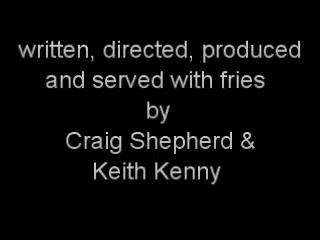 written, directed, produced
and served with fries
by
Craig Shepherd &
Keith Kenny